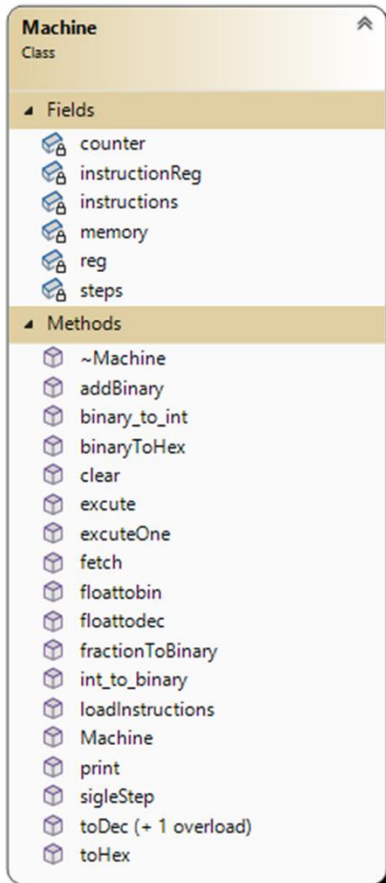 Machine
Class
Fields
counter
instructionReg
instructions
memory
reg
steps
Methods
~Machine
addBinary
binary_to_int
binaryToHex
clear
excute
excuteOne
fetch
floattobin
floattodec
fractionToBinary
int_to_binary
loadInstructions
Machine
print
sigleStep
toDec (+ 1 overload)
toHex